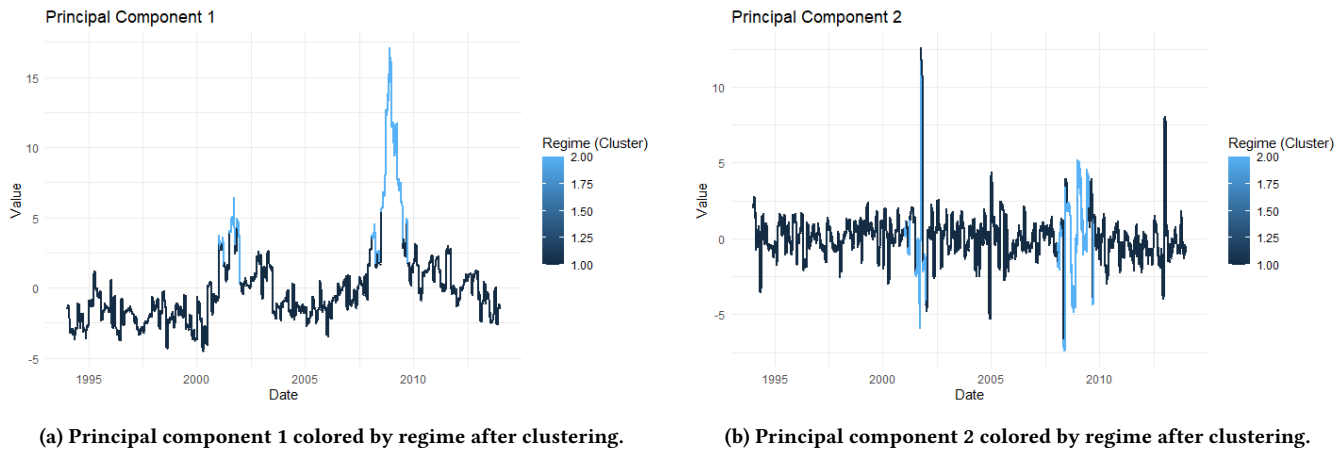 Principal Component 1
Value
15
10
5
0
-5
1995
2000
2005
2010
Date
Regime (Cluster)
2.00
1.75
1.50
1.25
1.00
(a) Principal component 1 colored by regime after clustering.
Principal Component 2
Value
10
5
0
-5
1995
2000
2005
2010
Date
Regime (Cluster)
2.00
1.75
1.50
1.25
1.00
(b) Principal component 2 colored by regime after clustering.